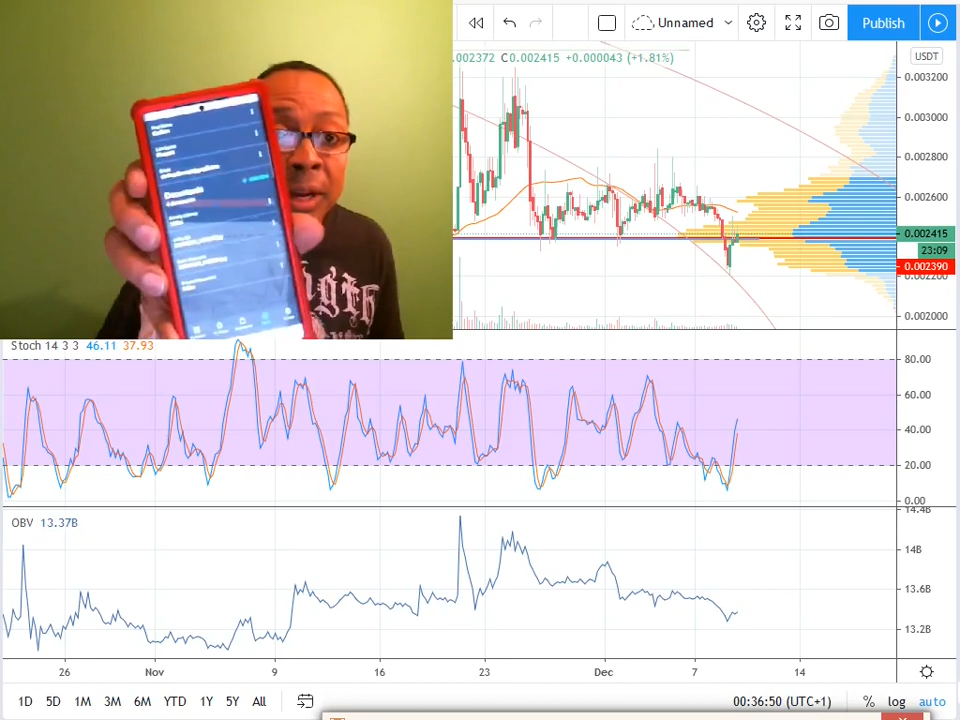 Unnamed
Publish
.002372 C0.002415 +0.000043 (+1.81%)
USDT
0.003200
0.003000
0.002800
0.002600
0.002415
23:09
0.002390
0.002200
0.002000
Stoch 14 3 3 46.11 37.93
80.00
60.00
40.00
20.00
0.00
OBV 13.37B
14.4B
14B
13.6B
13.2B
26 Nov 9 16 23 Dec 7 14
1D 5D 1M 3M 6M YTD 1Y 5Y All 00:36:50 (UTC+1) % log auto